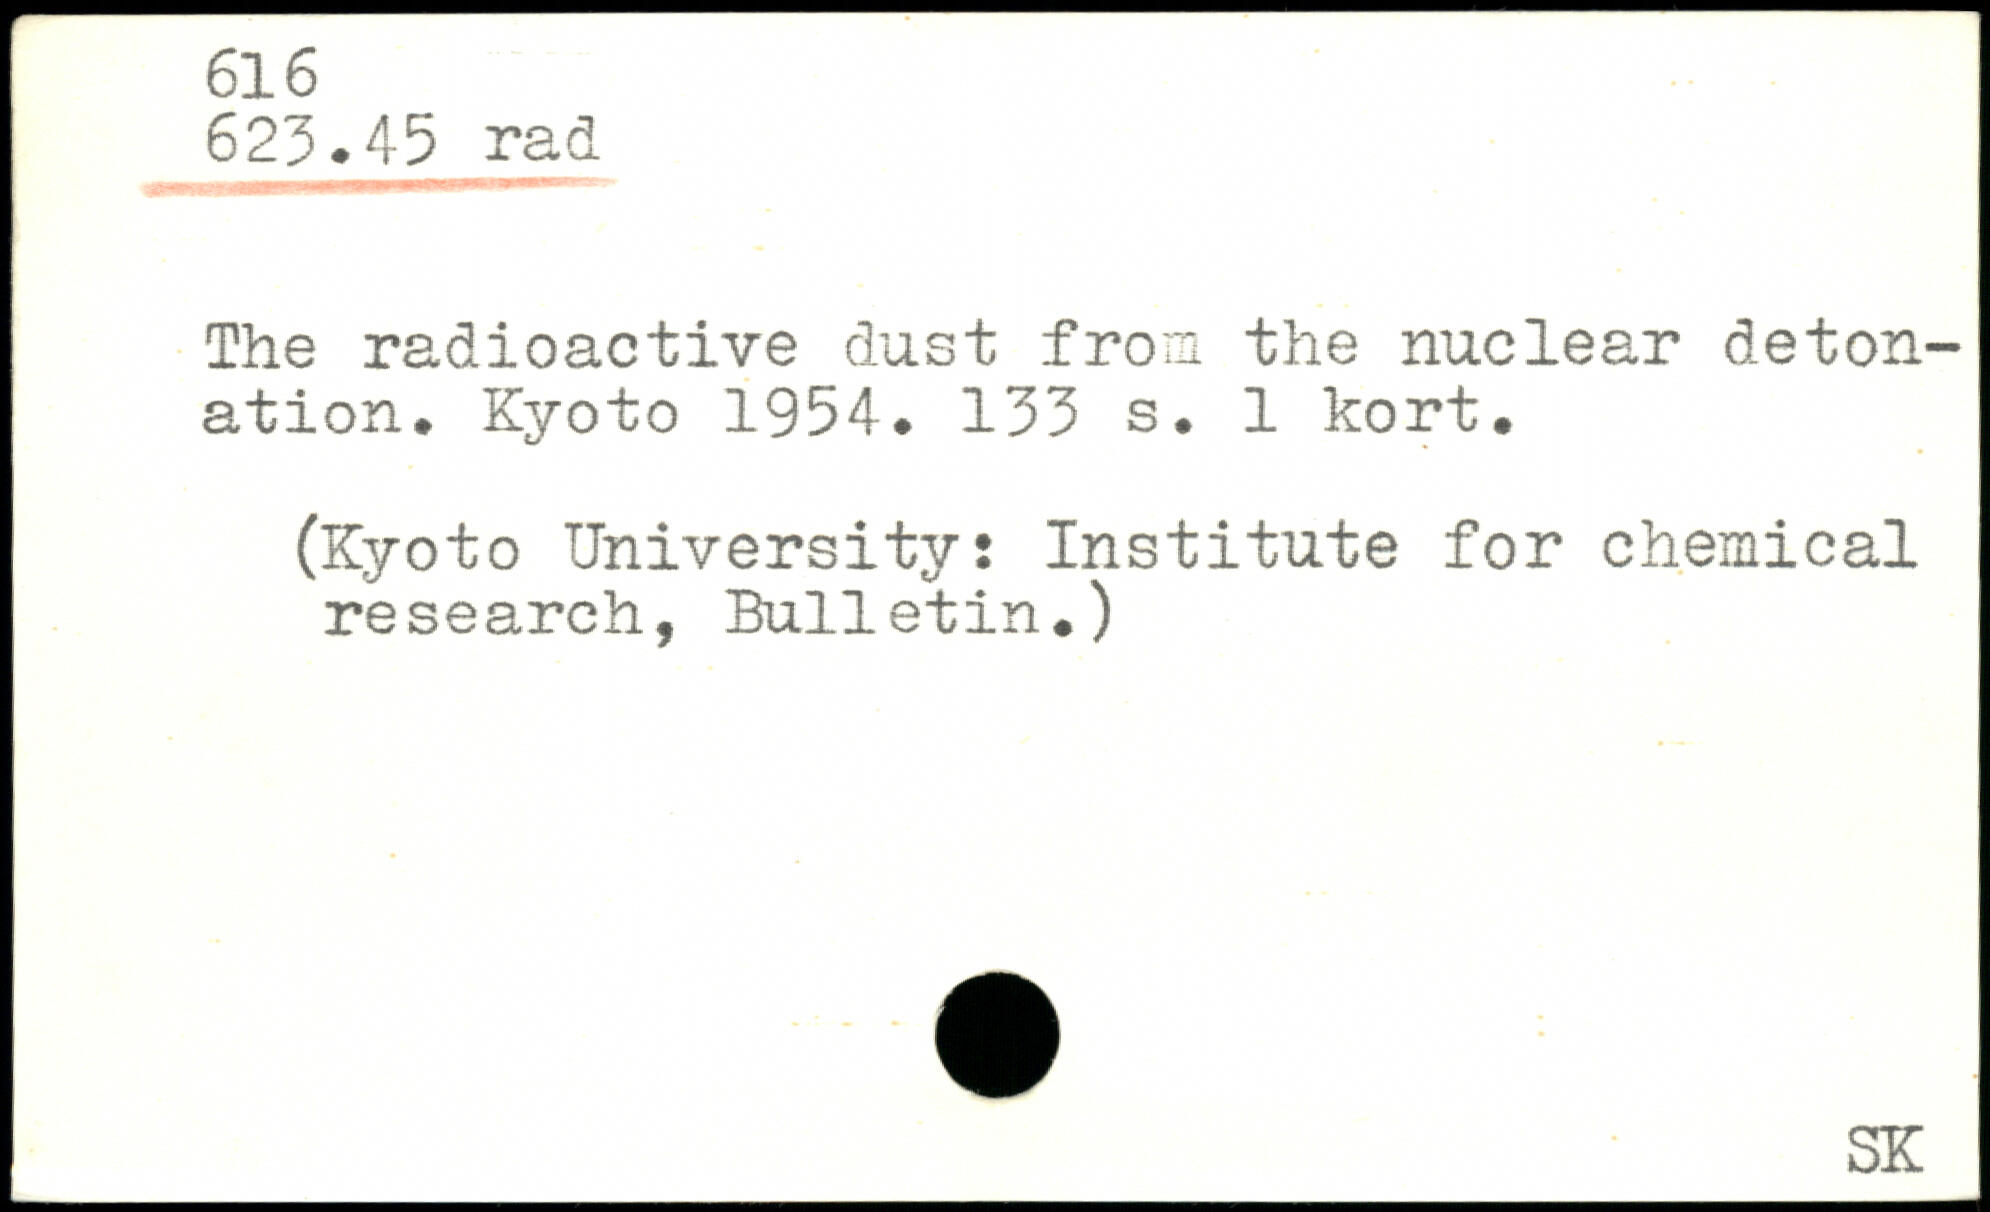 616
623.45 rad
The radioactive dust from the nuclear deton-
ation. Kyoto 1954. 133 s. 1 kort.
(Kyoto University: Institute for chemical
research, Bulletin.)
SK